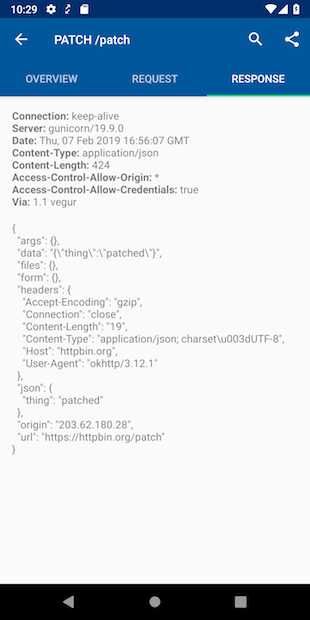 10:29
PATCH /patch
OVERVIEW
REQUEST
RESPONSE
Connection: keep-alive
Server: gunicorn/19.9.0
Date: Thu, 07 Feb 2019 16:56:07 GMT
Content-Type: application/json
Content-Length: 424
Access-Control-Allow-Origin: *
Access-Control-Allow-Credentials: true
Via: 1.1 vegur
{
"args": {},
"data": "{\"thing\":\"patched\"}",
"files": {},
"form": {},
"headers": {
"Accept-Encoding": "gzip",
"Connection": "close",
"Content-Length": "19",
"Content-Type": "application/json; charset\u003dUTF-8",
"Host": "httpbin.org",
"User-Agent": "okhttp/3.12.1"
},
"json": {
"thing": "patched"
},
"origin": "203.62.180.28",
"url": "https://httpbin.org/patch"
}